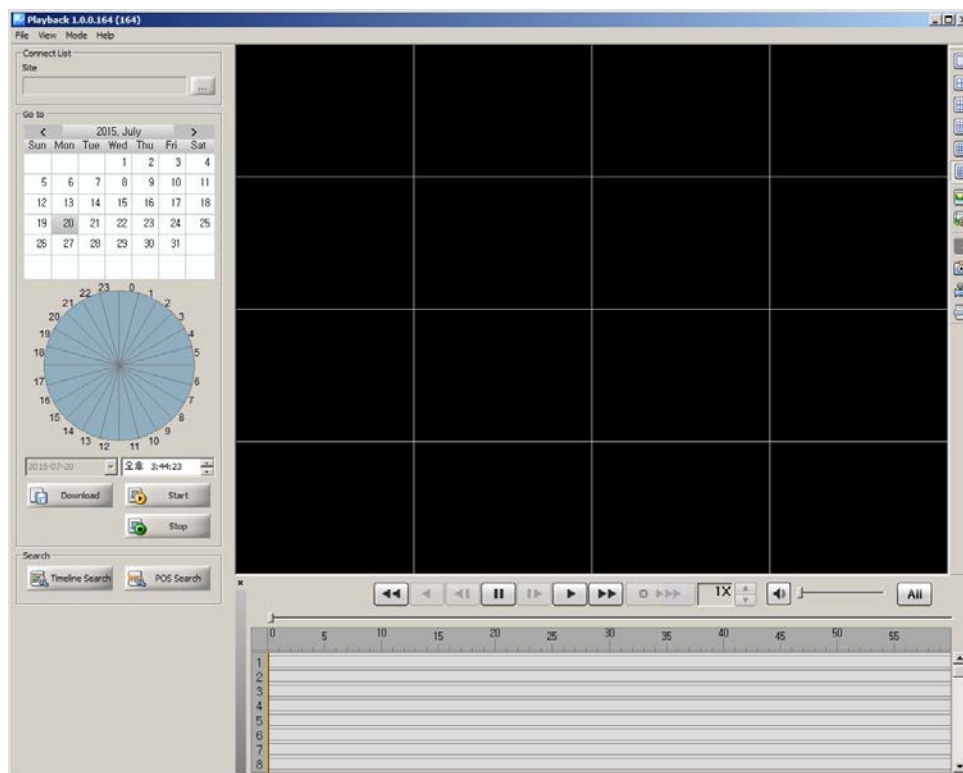 Playback 1.0.0.164 (164)
File View Mode Help
Connect List
Site
...
Go to
< 2015, July >
Sun Mon Tue Wed Thu Fri Sat
1 2 3 4
5 6 7 8 9 10 11
12 13 14 15 16 17 18
19 20 21 22 23 24 25
26 27 28 29 30 31
0 1 2 3 4 5 6 7 8 9 10 11 12 13 14 15 16 17 18 19 20 21 22 23
2015-07-20 오후 3:44:23
Download Start
Stop
Search
Timeline Search POS Search
1X All
0 5 10 15 20 25 30 35 40 45 50 55
1
2
3
4
5
6
7
8